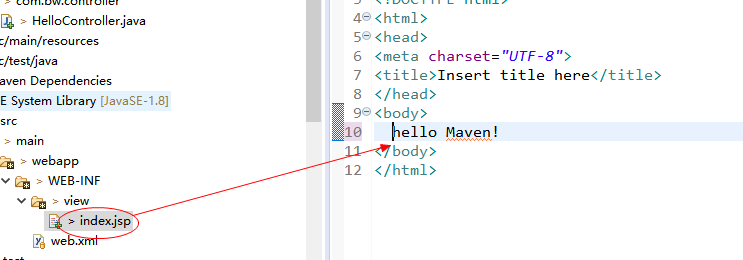 com.bw.controller
> HelloController.java
c/main/resources
c/test/java
aven Dependencies
E System Library [JavaSE-1.8]
src
> main
> webapp
> WEB-INF
> view
> index.jsp
web.xml
test
3 <!DOCTYPE html>
4 <html>
5 <head>
6 <meta charset="UTF-8">
7 <title>Insert title here</title>
8 </head>
9 <body>
10 hello Maven!
11 </body>
12 </html>